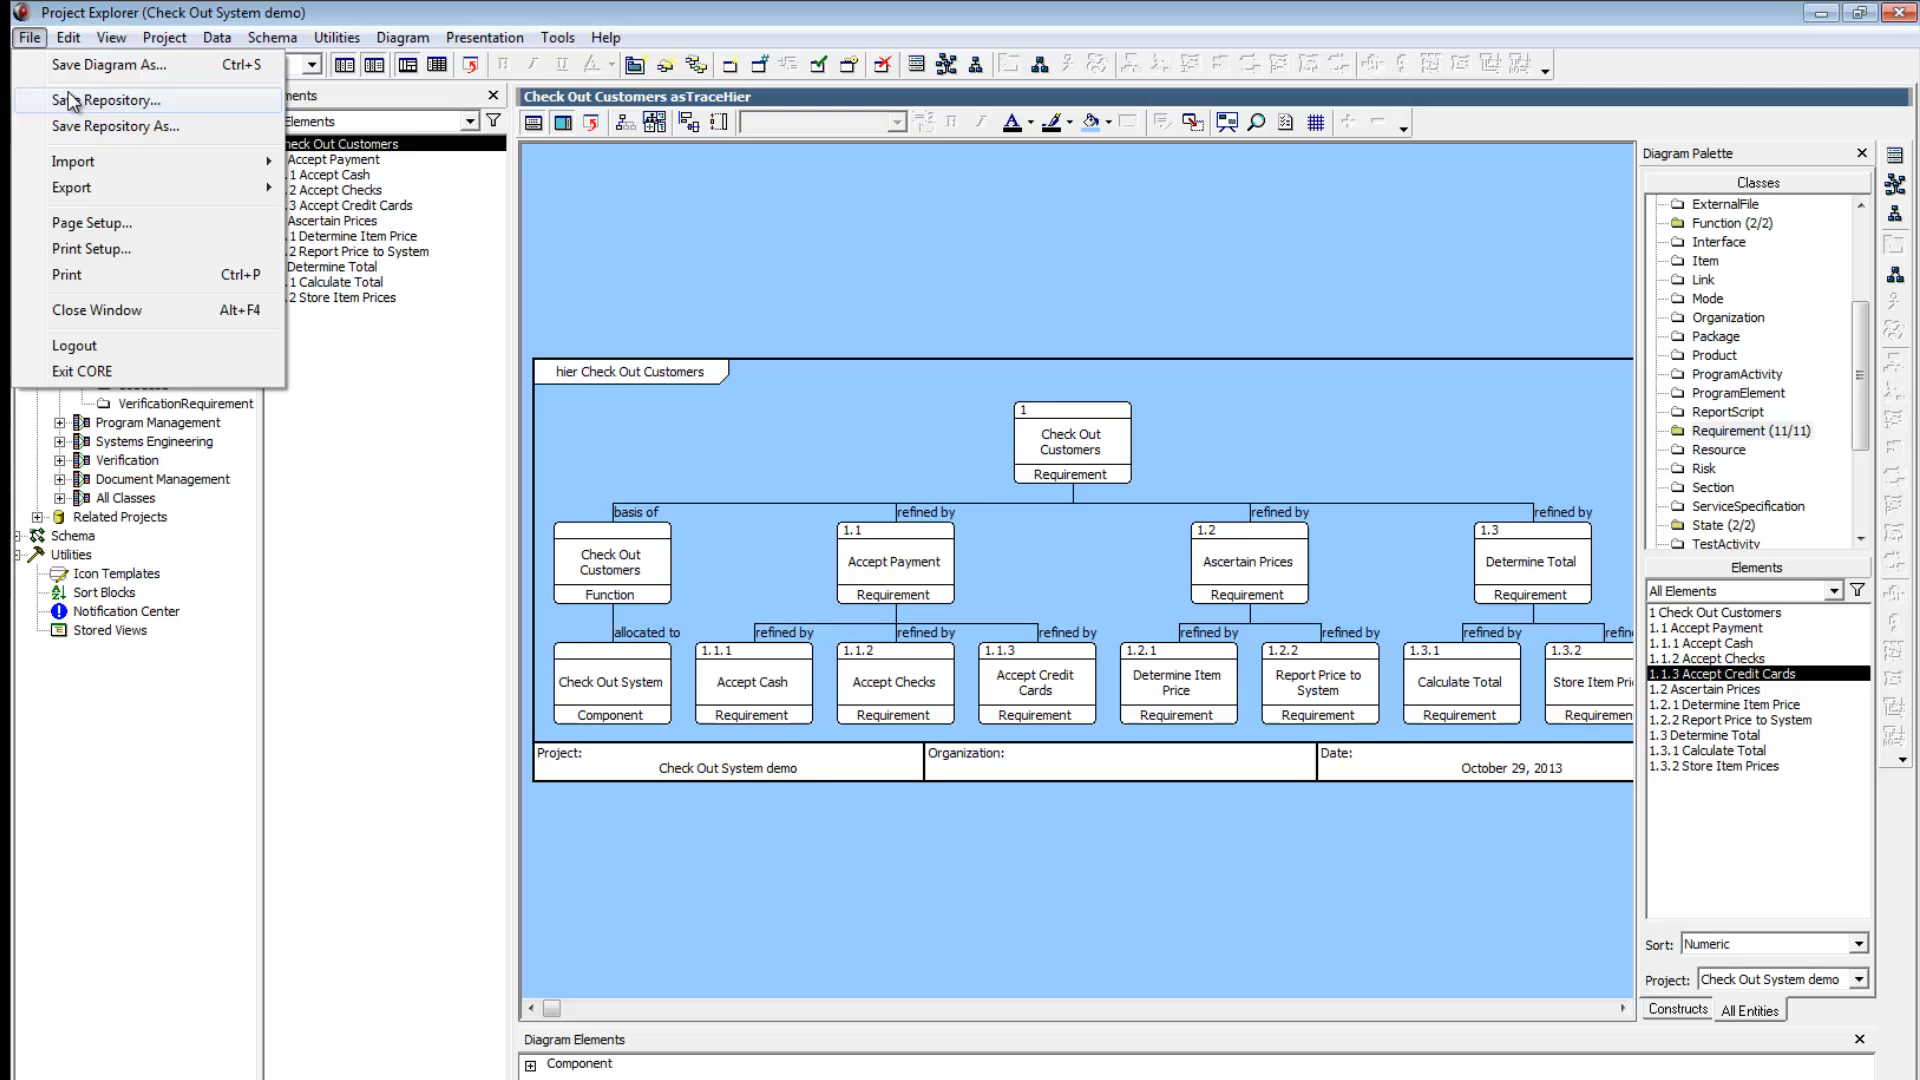 Project Explorer (Check Out System demo)
File Edit View Project Data Schema Utilities Diagram Presentation Tools Help
Save Diagram As... Ctrl+S
Save Repository...
Save Repository As...
Import
Export
Page Setup...
Print Setup...
Print Ctrl+P
Close Window Alt+F4
Logout
Exit CORE
VerificationRequirement
Program Management
Systems Engineering
Verification
Document Management
All Classes
Related Projects
Schema
Utilities
Icon Templates
Sort Blocks
Notification Center
Stored Views
ments
Elements
heck Out Customers
Accept Payment
.1 Accept Cash
.2 Accept Checks
.3 Accept Credit Cards
Ascertain Prices
.1 Determine Item Price
.2 Report Price to System
Determine Total
.1 Calculate Total
.2 Store Item Prices
Check Out Customers asTraceHier
hier Check Out Customers
1
Check Out
Customers
Requirement
basis of refined by refined by refined by
Check Out
Customers
Function
1.1
Accept Payment
Requirement
1.2
Ascertain Prices
Requirement
1.3
Determine Total
Requirement
allocated to refined by refined by refined by refined by refined by refined by refin
Check Out System
Component
1.1.1
Accept Cash
Requirement
1.1.2
Accept Checks
Requirement
1.1.3
Accept Credit
Cards
Requirement
1.2.1
Determine Item
Price
Requirement
1.2.2
Report Price to
System
Requirement
1.3.1
Calculate Total
Requirement
1.3.2
Store Item Pri
Requiremen
Project:
Check Out System demo
Organization:
Date:
October 29, 2013
Diagram Elements
Component
Diagram Palette
Classes
ExternalFile
Function (2/2)
Interface
Item
Link
Mode
Organization
Package
Product
ProgramActivity
ProgramElement
ReportScript
Requirement (11/11)
Resource
Risk
Section
ServiceSpecification
State (2/2)
TestActivity
Elements
All Elements
1 Check Out Customers
1.1 Accept Payment
1.1.1 Accept Cash
1.1.2 Accept Checks
1.1.3 Accept Credit Cards
1.2 Ascertain Prices
1.2.1 Determine Item Price
1.2.2 Report Price to System
1.3 Determine Total
1.3.1 Calculate Total
1.3.2 Store Item Prices
Sort: Numeric
Project: Check Out System demo
Constructs All Entities